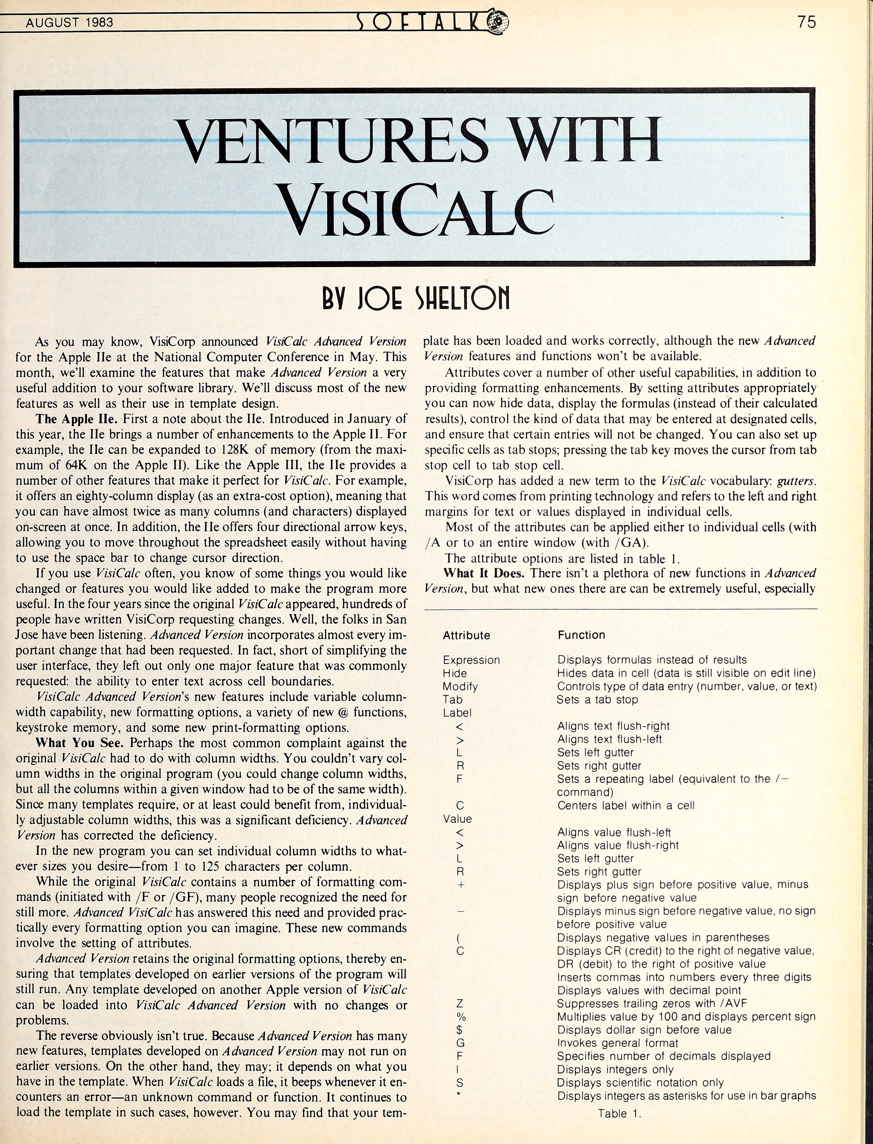 AUGUST 1983
SOFTALK
75
VENTURES WITH
VISICALC
BY JOE SHELTON
As you may know, VisiCorp announced VisiCalc Advanced Version
for the Apple IIe at the National Computer Conference in May. This
month, we'll examine the features that make Advanced Version a very
useful addition to your software library. We'll discuss most of the new
features as well as their use in template design.
The Apple IIe. First a note about the IIe. Introduced in January of
this year, the IIe brings a number of enhancements to the Apple II. For
example, the IIe can be expanded to 128K of memory (from the maxi-
mum of 64K on the Apple II). Like the Apple III, the IIe provides a
number of other features that make it perfect for VisiCalc. For example,
it offers an eighty-column display (as an extra-cost option), meaning that
you can have almost twice as many columns (and characters) displayed
on-screen at once. In addition, the IIe offers four directional arrow keys,
allowing you to move throughout the spreadsheet easily without having
to use the space bar to change cursor direction.
If you use VisiCalc often, you know of some things you would like
changed or features you would like added to make the program more
useful. In the four years since the original VisiCalc appeared, hundreds of
people have written VisiCorp requesting changes. Well, the folks in San
Jose have been listening. Advanced Version incorporates almost every im-
portant change that had been requested. In fact, short of simplifying the
user interface, they left out only one major feature that was commonly
requested: the ability to enter text across cell boundaries.
VisiCalc Advanced Version's new features include variable column-
width capability, new formatting options, a variety of new @ functions,
keystroke memory, and some new print-formatting options.
What You See. Perhaps the most common complaint against the
original VisiCalc had to do with column widths. You couldn't vary col-
umn widths in the original program (you could change column widths,
but all the columns within a given window had to be of the same width).
Since many templates require, or at least could benefit from, individual-
ly adjustable column widths, this was a significant deficiency. Advanced
Version has corrected the deficiency.
In the new program you can set individual column widths to what-
ever sizes you desire—from 1 to 125 characters per column.
While the original VisiCalc contains a number of formatting com-
mands (initiated with /F or /GF), many people recognized the need for
still more. Advanced VisiCalc has answered this need and provided prac-
tically every formatting option you can imagine. These new commands
involve the setting of attributes.
Advanced Version retains the original formatting options, thereby en-
suring that templates developed on earlier versions of the program will
still run. Any template developed on another Apple version of VisiCalc
can be loaded into VisiCalc Advanced Version with no changes or
problems.
The reverse obviously isn't true. Because Advanced Version has many
new features, templates developed on Advanced Version may not run on
earlier versions. On the other hand, they may; it depends on what you
have in the template. When VisiCalc loads a file, it beeps whenever it en-
counters an error—an unknown command or function. It continues to
load the template in such cases, however. You may find that your tem-
plate has been loaded and works correctly, although the new Advanced
Version features and functions won't be available.
Attributes cover a number of other useful capabilities, in addition to
providing formatting enhancements. By setting attributes appropriately
you can now hide data, display the formulas (instead of their calculated
results), control the kind of data that may be entered at designated cells,
and ensure that certain entries will not be changed. You can also set up
specific cells as tab stops; pressing the tab key moves the cursor from tab
stop cell to tab stop cell.
VisiCorp has added a new term to the VisiCalc vocabulary: gutters.
This word comes from printing technology and refers to the left and right
margins for text or values displayed in individual cells.
Most of the attributes can be applied either to individual cells (with
/A or to an entire window (with /GA).
The attribute options are listed in table 1.
What It Does. There isn't a plethora of new functions in Advanced
Version, but what new ones there are can be extremely useful, especially
Attribute Function
Expression Displays formulas instead of results
Hide Hides data in cell (data is still visible on edit line)
Modify Controls type of data entry (number, value, or text)
Tab Sets a tab stop
Label
< Aligns text flush-right
> Aligns text flush-left
L Sets left gutter
R Sets right gutter
F Sets a repeating label (equivalent to the /–
command)
C Centers label within a cell
Value
< Aligns value flush-left
> Aligns value flush-right
L Sets left gutter
R Sets right gutter
+ Displays plus sign before positive value, minus
sign before negative value
– Displays minus sign before negative value, no sign
before positive value
( Displays negative values in parentheses
C Displays CR (credit) to the right of negative value,
DR (debit) to the right of positive value
Inserts commas into numbers every three digits
Displays values with decimal point
Z Suppresses trailing zeros with /AVF
% Multiplies value by 100 and displays percent sign
$ Displays dollar sign before value
G Invokes general format
F Specifies number of decimals displayed
I Displays integers only
S Displays scientific notation only
* Displays integers as asterisks for use in bar graphs
Table 1.